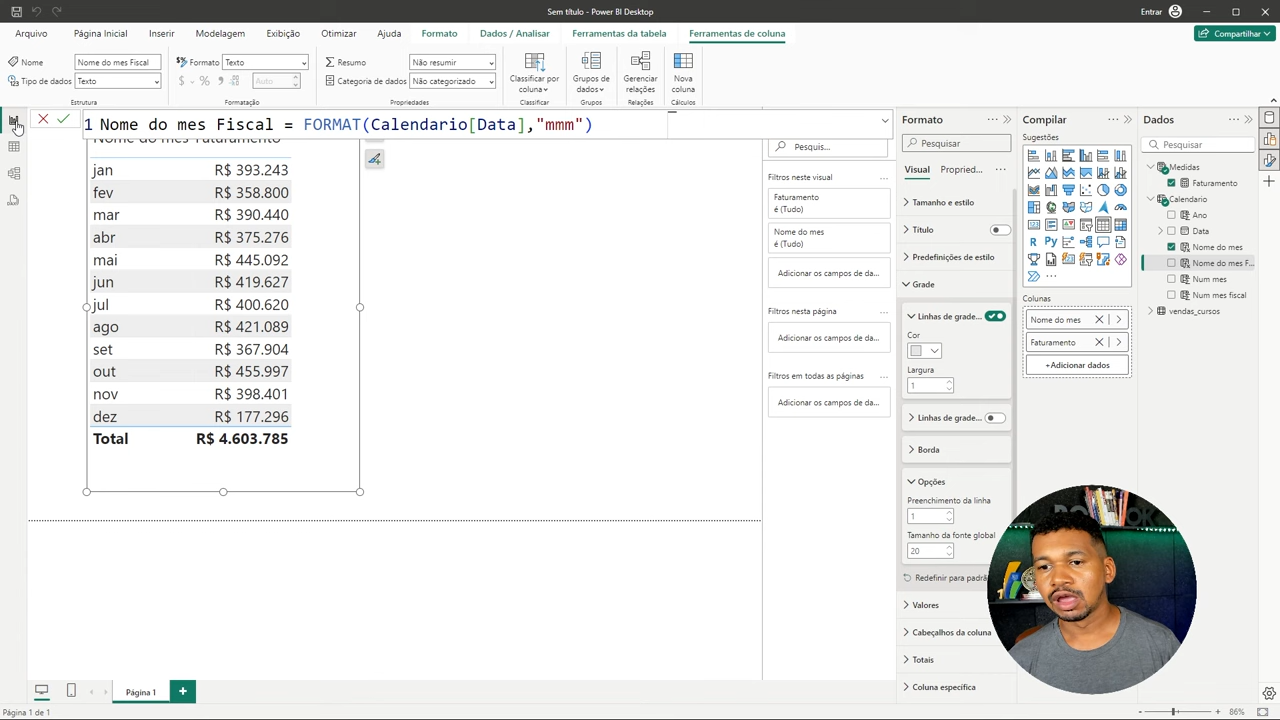 Sem título - Power BI Desktop
Entrar
Arquivo Página Inicial Inserir Modelagem Exibição Otimizar Ajuda Formato Dados / Analisar Ferramentas da tabela Ferramentas de coluna
Compartilhar
Nome Nome do mes Fiscal
Formato Texto
Resumo Não resumir
Tipo de dados Texto
$ % Auto
Categoria de dados Não categorizado
Classificar por coluna
Grupos de dados
Gerenciar relações
Nova coluna
Estrutura Formatação Propriedades Classificar Grupos Relações Cálculos
1 Nome do mes Fiscal = FORMAT(Calendario[Data],"mmm")
Nome do mes Faturamento
jan R$ 393.243
fev R$ 358.800
mar R$ 390.440
abr R$ 375.276
mai R$ 445.092
jun R$ 419.627
jul R$ 400.620
ago R$ 421.089
set R$ 367.904
out R$ 455.997
nov R$ 398.401
dez R$ 177.296
Total R$ 4.603.785
Pesquis...
Filtros neste visual ...
Faturamento
é (Tudo)
Nome do mes
é (Tudo)
Adicionar os campos de da...
Filtros nesta página ...
Adicionar os campos de da...
Filtros em todas as páginas ...
Adicionar os campos de da...
Formato
Pesquisar
Visual Propried... ...
Tamanho e estilo
Título
Predefinições de estilo
Grade
Linhas de grade...
Cor
Largura
1
Linhas de grade...
Borda
Opções
Preenchimento da linha
1
Tamanho da fonte global
20
Redefinir para padrã
Valores
Cabeçalhos da coluna
Totais
Coluna específica
Compilar
Sugestões
R Py
...
Colunas
Nome do mes
Faturamento
+Adicionar dados
Dados
Pesquisar
Medidas
Faturamento
Calendario
Ano
Data
Nome do mes
Nome do mes F...
Num mes
Num mes fiscal
vendas_cursos
Página 1 +
Página 1 de 1
- + 86%